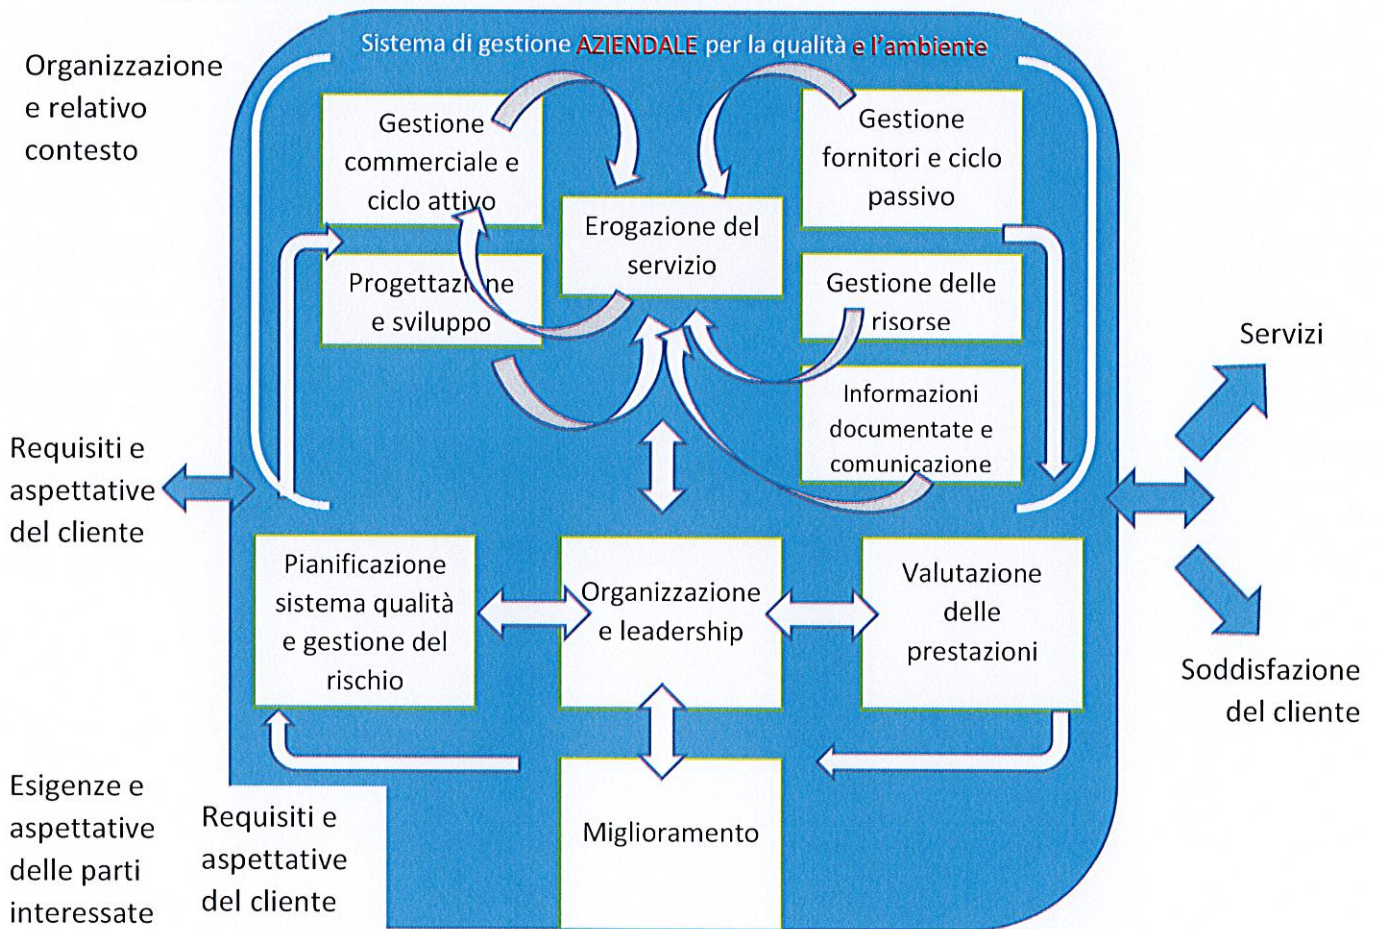 Sistema di gestione AZIENDALE per la qualità e l'ambiente
Organizzazione
e relativo
contesto
Gestione
commerciale e
ciclo attivo
Gestione
fornitori e ciclo
passivo
Erogazione del
servizio
Progettazione
e sviluppo
Gestione delle
risorse
Informazioni
documentate e
comunicazione
Servizi
Requisiti e
aspettative
del cliente
Pianificazione
sistema qualità
e gestione del
rischio
Organizzazione
e leadership
Valutazione
delle
prestazioni
Soddisfazione
del cliente
Esigenze e
aspettative
delle parti
interessate
Requisiti e
aspettative
del cliente
Miglioramento